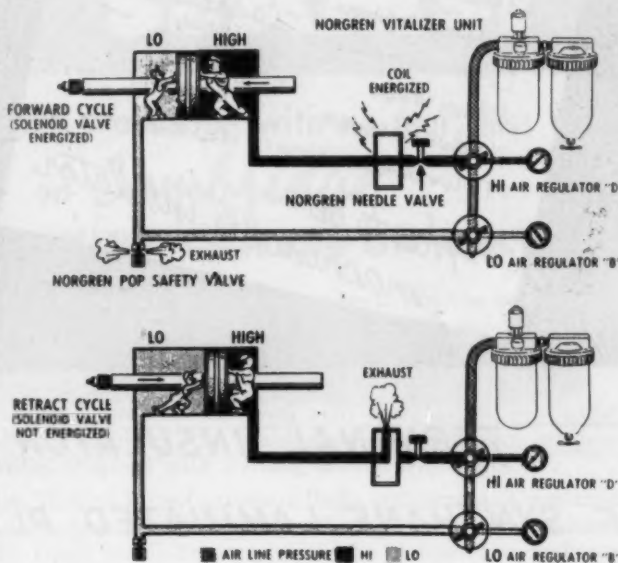 LO HIGH NORGREN VITALIZER UNIT
COIL
ENERGIZED
FORWARD CYCLE
(SOLENOID VALVE
ENERGIZED)
NORGREN NEEDLE VALVE
HI AIR REGULATOR "D"
EXHAUST
NORGREN POP SAFETY VALVE
LO AIR REGULATOR "B"
LO HIGH
EXHAUST
RETRACT CYCLE
(SOLENOID VALVE
NOT ENERGIZED)
HI AIR REGULATOR "D"
AIR LINE PRESSURE HI LO
LO AIR REGULATOR "B"